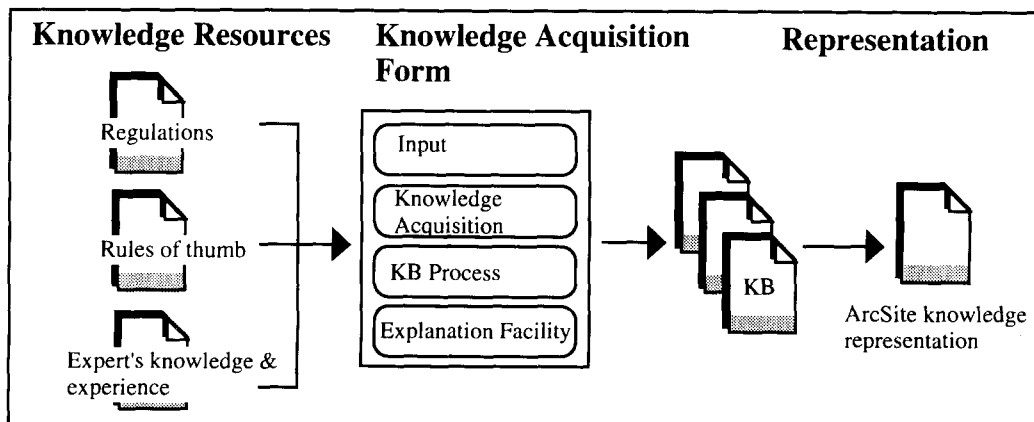 Knowledge Resources
Knowledge Acquisition
Form
Representation
Regulations
Rules of thumb
Expert's knowledge &
experience
Input
Knowledge
Acquisition
KB Process
Explanation Facility
KB
ArcSite knowledge
representation